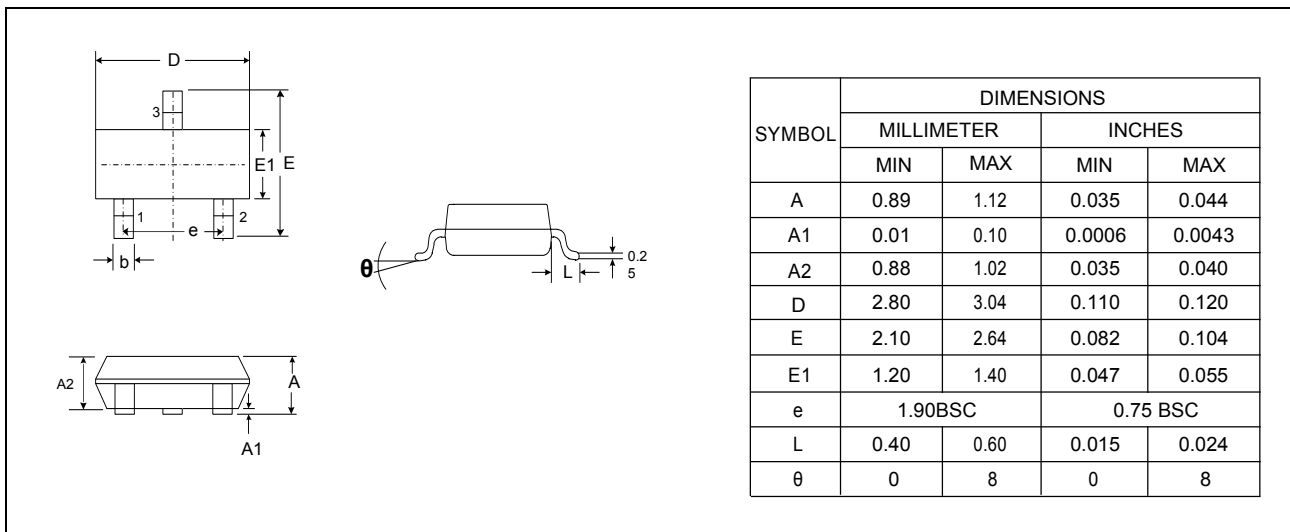 D
3
E1
E
1
2
e
b
θ
L
0.2
5
A2
A
A1
DIMENSIONS
SYMBOL
MILLIMETER
INCHES
MIN
MAX
MIN
MAX
A 0.89 1.12 0.035 0.044
A1 0.01 0.10 0.0006 0.0043
A2 0.88 1.02 0.035 0.040
D 2.80 3.04 0.110 0.120
E 2.10 2.64 0.082 0.104
E1 1.20 1.40 0.047 0.055
e 1.90BSC 0.75 BSC
L 0.40 0.60 0.015 0.024
θ 0 8 0 8